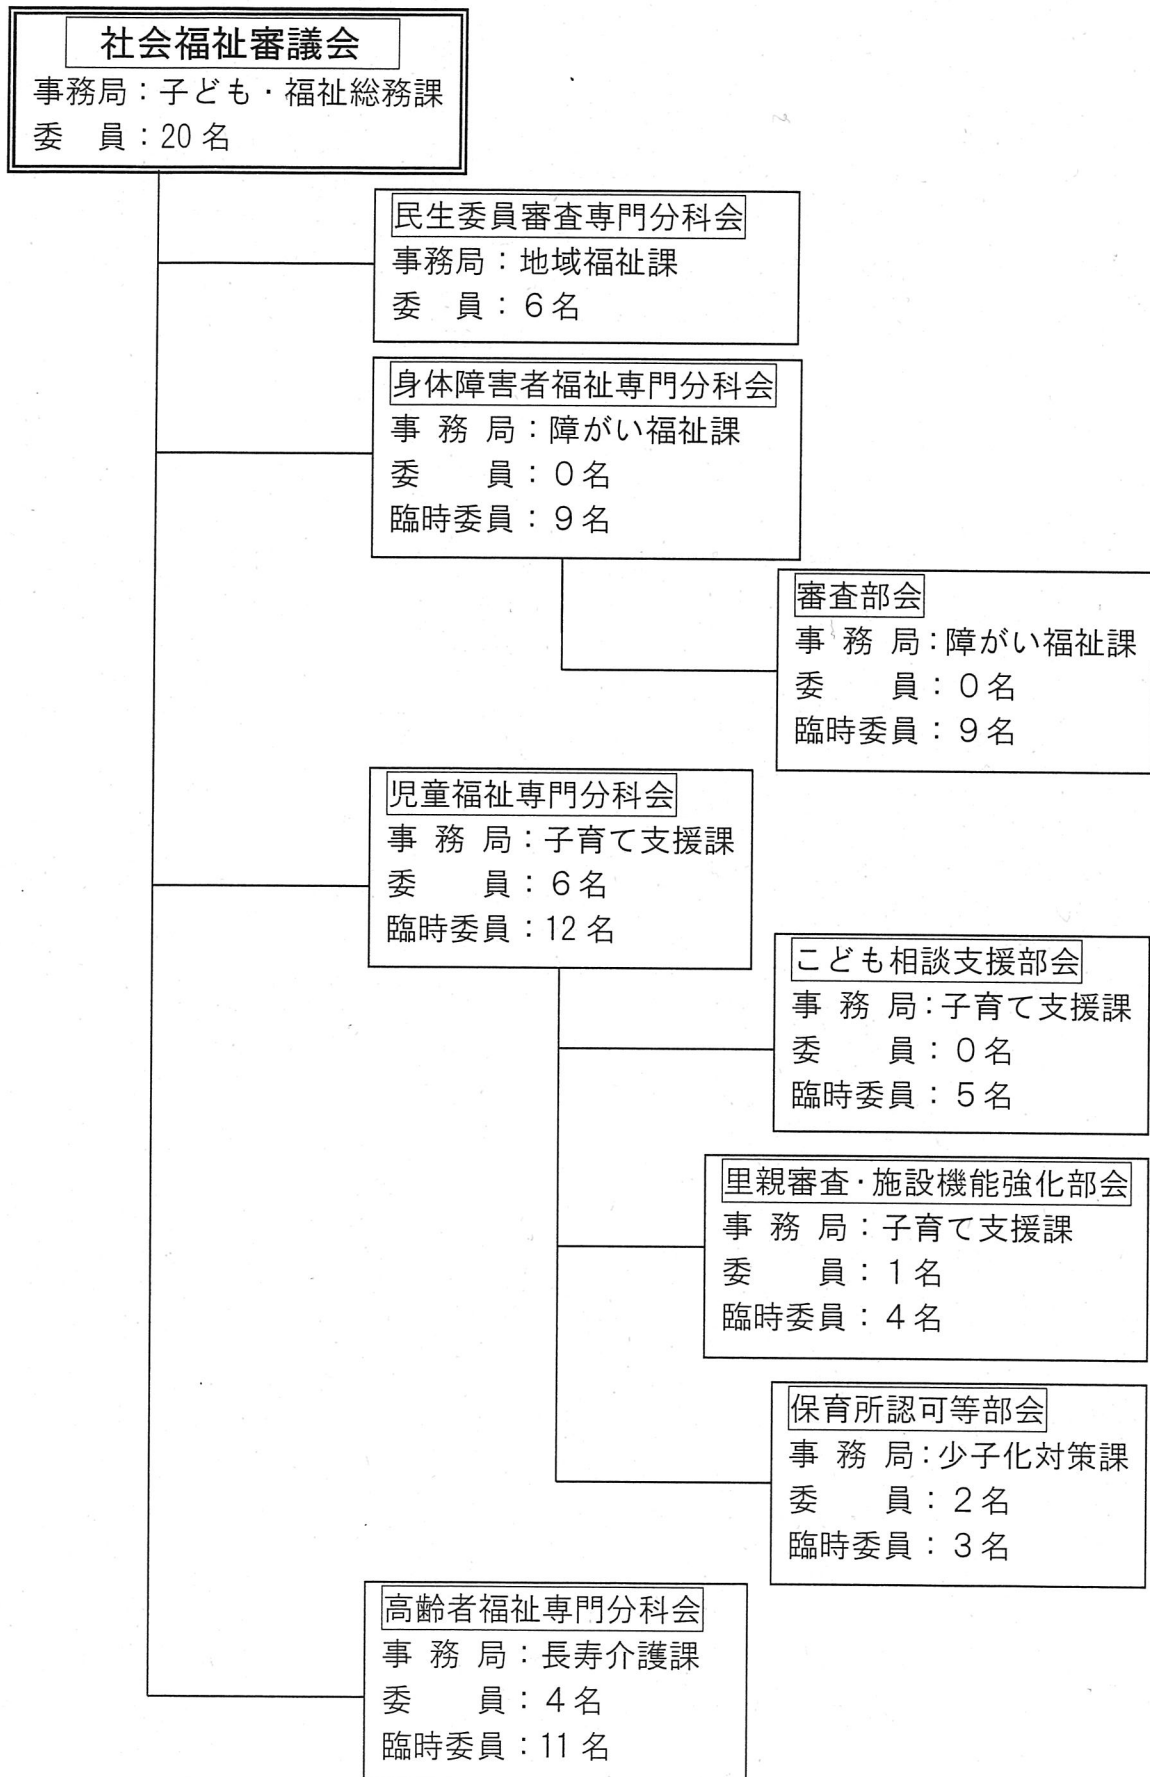 社会福祉審議会
事務局：子ども・福祉総務課
委　員：20名
民生委員審査専門分科会
事務局：地域福祉課
委　員：６名
身体障害者福祉専門分科会
事 務 局：障がい福祉課
委　　員：０名
臨時委員：９名
審査部会
事 務 局：障がい福祉課
委　　員：０名
臨時委員：９名
児童福祉専門分科会
事 務 局：子育て支援課
委　　員：６名
臨時委員：12名
こども相談支援部会
事 務 局：子育て支援課
委　　員：０名
臨時委員：５名
里親審査・施設機能強化部会
事 務 局：子育て支援課
委　　員：１名
臨時委員：４名
保育所認可等部会
事 務 局：少子化対策課
委　　員：２名
臨時委員：３名
高齢者福祉専門分科会
事 務 局：長寿介護課
委　　員：４名
臨時委員：11名